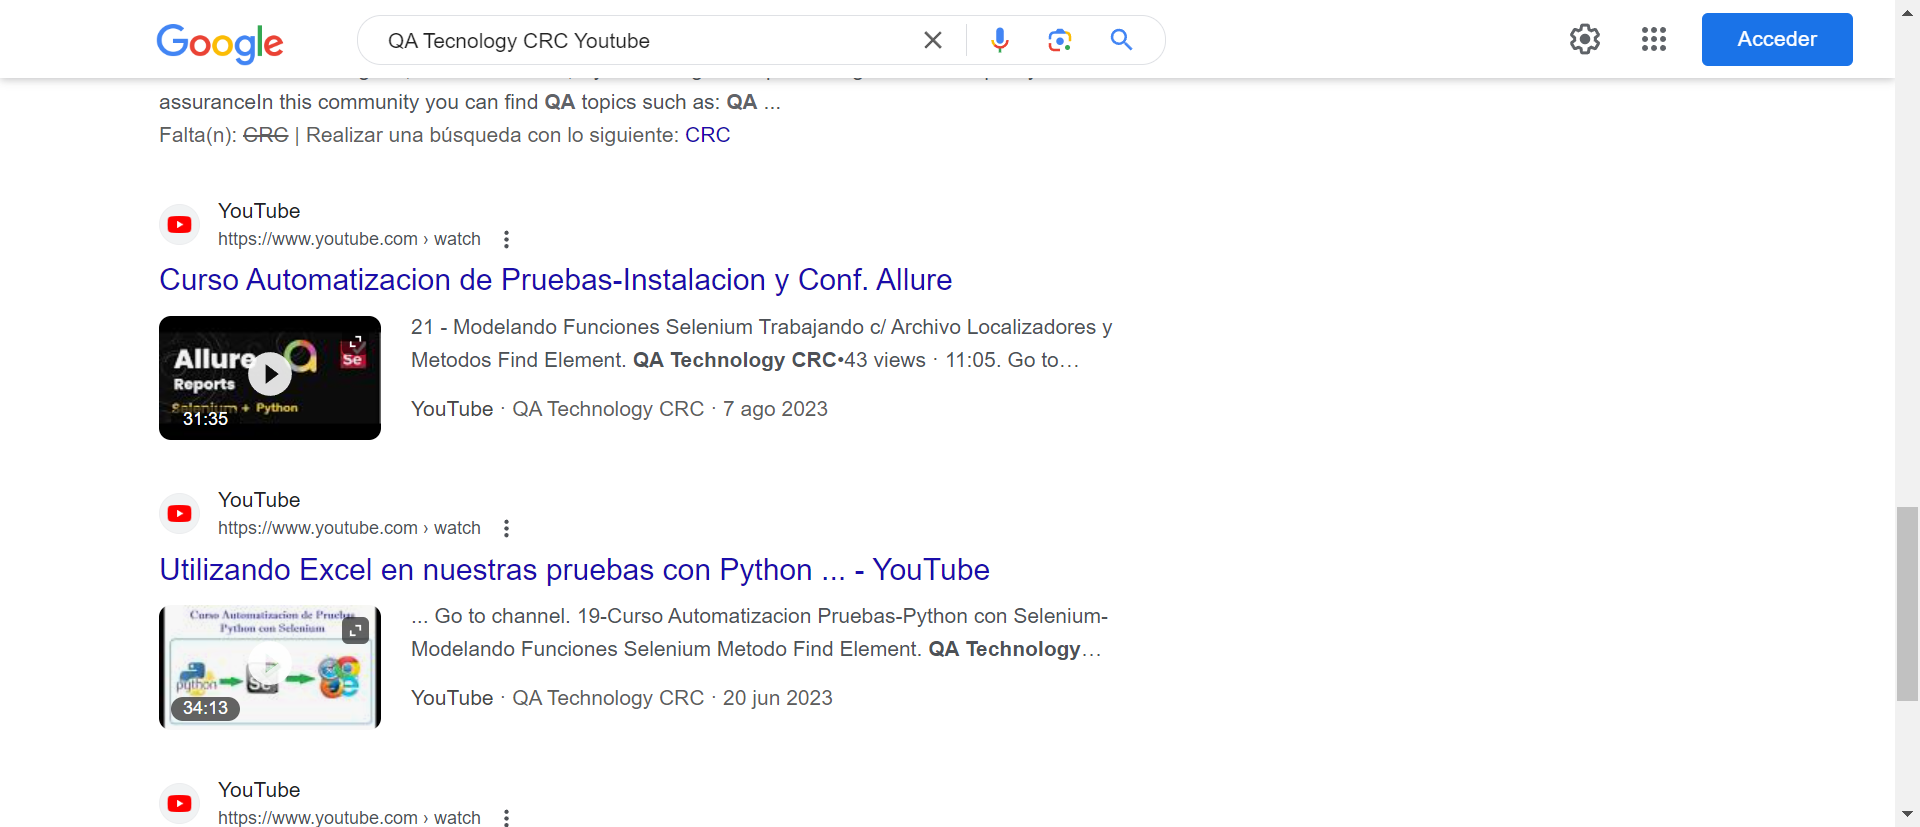 Google
QA Tecnology CRC Youtube
Acceder
assuranceIn this community you can find QA topics such as: QA ...
Falta(n): CRC | Realizar una búsqueda con lo siguiente: CRC
YouTube
https://www.youtube.com › watch
Curso Automatizacion de Pruebas-Instalacion y Conf. Allure
Allure
Reports
Se
Selenium + Python
31:35
21 - Modelando Funciones Selenium Trabajando c/ Archivo Localizadores y
Metodos Find Element. QA Technology CRC•43 views · 11:05. Go to…
YouTube · QA Technology CRC · 7 ago 2023
YouTube
https://www.youtube.com › watch
Utilizando Excel en nuestras pruebas con Python ... - YouTube
Curso Automatizacion de Pruebas
Python con Selenium
python
Se
34:13
... Go to channel. 19-Curso Automatizacion Pruebas-Python con Selenium-
Modelando Funciones Selenium Metodo Find Element. QA Technology…
YouTube · QA Technology CRC · 20 jun 2023
YouTube
https://www.youtube.com › watch